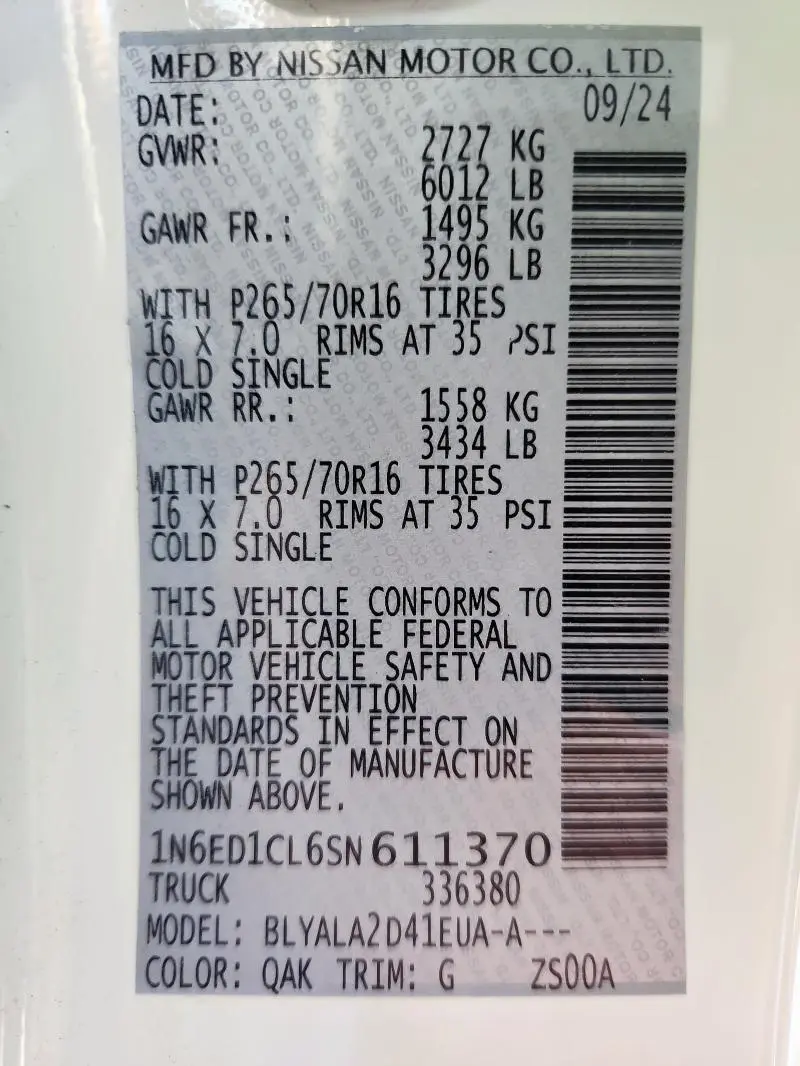 MFD BY NISSAN MOTOR CO., LTD.
DATE: 09/24
GVWR: 2727 KG
6012 LB
GAWR FR.: 1495 KG
3296 LB
WITH P265/70R16 TIRES
16 X 7.0 RIMS AT 35 PSI
COLD SINGLE
GAWR RR.: 1558 KG
3434 LB
WITH P265/70R16 TIRES
16 X 7.0 RIMS AT 35 PSI
COLD SINGLE
THIS VEHICLE CONFORMS TO
ALL APPLICABLE FEDERAL
MOTOR VEHICLE SAFETY AND
THEFT PREVENTION
STANDARDS IN EFFECT ON
THE DATE OF MANUFACTURE
SHOWN ABOVE.
1N6ED1CL6SN611370
TRUCK 336380
MODEL: BLYALA2D41EUA-A---
COLOR: QAK TRIM: G ZS00A